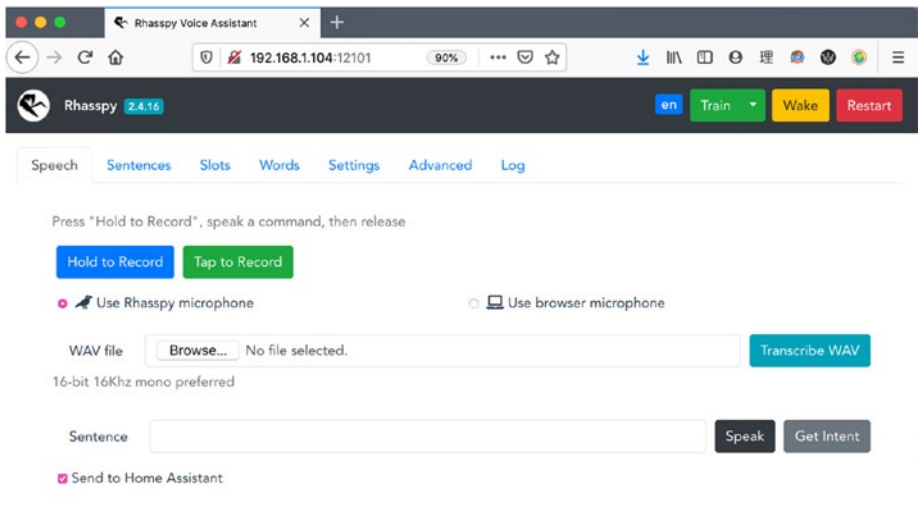 Rhasspy Voice Assistant
192.168.1.104:12101 90%
理
Rhasspy 2.4.16 en Train Wake Restart
Speech Sentences Slots Words Settings Advanced Log
Press "Hold to Record", speak a command, then release
Hold to Record Tap to Record
Use Rhasspy microphone Use browser microphone
WAV file Browse... No file selected. Transcribe WAV
16-bit 16Khz mono preferred
Sentence Speak Get Intent
Send to Home Assistant